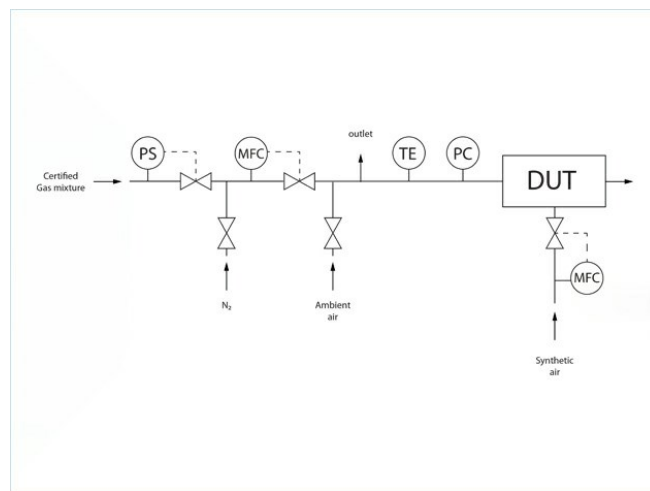 outlet
PS
MFC
TE
PC
Certified
Gas mixture
DUT
MFC
N₂
Ambient
air
Synthetic
air